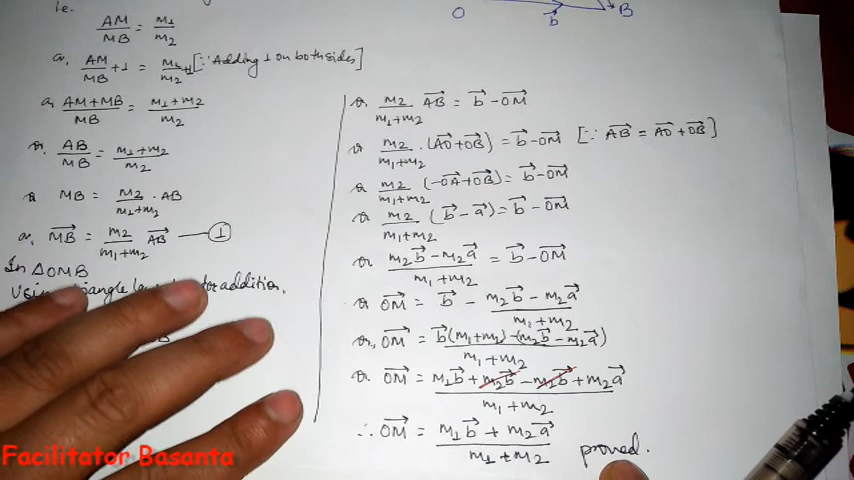 i.e.
AM/MB = m1/m2
or, AM/MB + 1 = m1/m2 + 1 [∵ Adding 1 on both sides]
or, (AM + MB)/MB = (m1 + m2)/m2
or, AB/MB = (m1 + m2)/m2
or MB = m2/(m1 + m2) · AB
or, →MB = m2/(m1 + m2) →AB —— ①
In △OMB
Using addition.
B
O →b B
or m2/(m1 + m2) →AB = →b - →OM
or m2/(m1 + m2) · (→AO + →OB) = →b - →OM [∵ →AB = →AO + →OB]
or m2/(m1 + m2) (-→OA + →OB) = →b - →OM
or m2/(m1 + m2) · (→b - →a) = →b - →OM
or (m2→b - m2→a)/(m1 + m2) = →b - →OM
or →OM = →b - (m2→b - m2→a)/(m1 + m2)
or, →OM = (→b(m1 + m2) - (m2→b - m2→a))/(m1 + m2)
or →OM = (m1→b + m2→b - m2→b + m2→a)/(m1 + m2)
∴ →OM = (m1→b + m2→a)/(m1 + m2) proved.
Facilitator Basanta